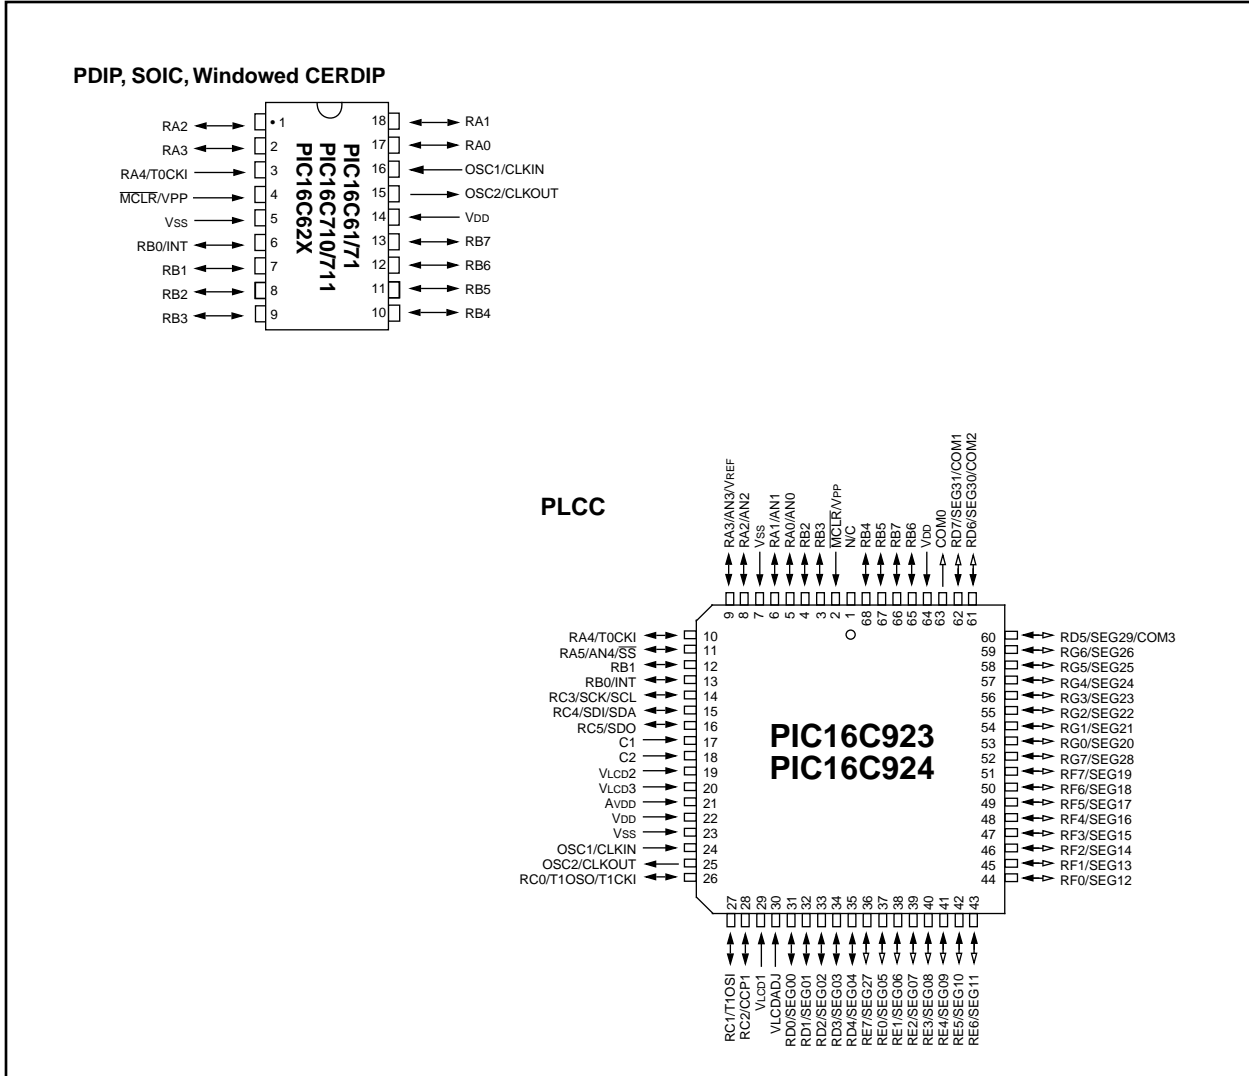 PDIP, SOIC, Windowed CERDIP
RA2
RA3
RA4/T0CKI
MCLR/VPP
VSS
RB0/INT
RB1
RB2
RB3
1
2
3
4
5
6
7
8
9
PIC16C61/71
PIC16C710/711
PIC16C62X
18
17
16
15
14
13
12
11
10
RA1
RA0
OSC1/CLKIN
OSC2/CLKOUT
VDD
RB7
RB6
RB5
RB4
PLCC
RA3/AN3/VREF
RA2/AN2
VSS
RA1/AN1
RA0/AN0
RB2
RB3
MCLR/VPP
N/C
RB4
RB5
RB7
RB6
VDD
COM0
RD7/SEG31/COM1
RD6/SEG30/COM2
9
8
7
6
5
4
3
2
1
68
67
66
65
64
63
62
61
RA4/T0CKI
RA5/AN4/SS
RB1
RB0/INT
RC3/SCK/SCL
RC4/SDI/SDA
RC5/SDO
C1
C2
VLCD2
VLCD3
AVDD
VDD
VSS
OSC1/CLKIN
OSC2/CLKOUT
RC0/T1OSO/T1CKI
10
11
12
13
14
15
16
17
18
19
20
21
22
23
24
25
26
PIC16C923
PIC16C924
60
59
58
57
56
55
54
53
52
51
50
49
48
47
46
45
44
RD5/SEG29/COM3
RG6/SEG26
RG5/SEG25
RG4/SEG24
RG3/SEG23
RG2/SEG22
RG1/SEG21
RG0/SEG20
RG7/SEG28
RF7/SEG19
RF6/SEG18
RF5/SEG17
RF4/SEG16
RF3/SEG15
RF2/SEG14
RF1/SEG13
RF0/SEG12
27
28
29
30
31
32
33
34
35
36
37
38
39
40
41
42
43
RC1/T1OSI
RC2/CCP1
VLCD1
VLCDADJ
RD0/SEG00
RD1/SEG01
RD2/SEG02
RD3/SEG03
RD4/SEG04
RE7/SEG27
RE0/SEG05
RE1/SEG06
RE2/SEG07
RE3/SEG08
RE4/SEG09
RE5/SEG10
RE6/SEG11